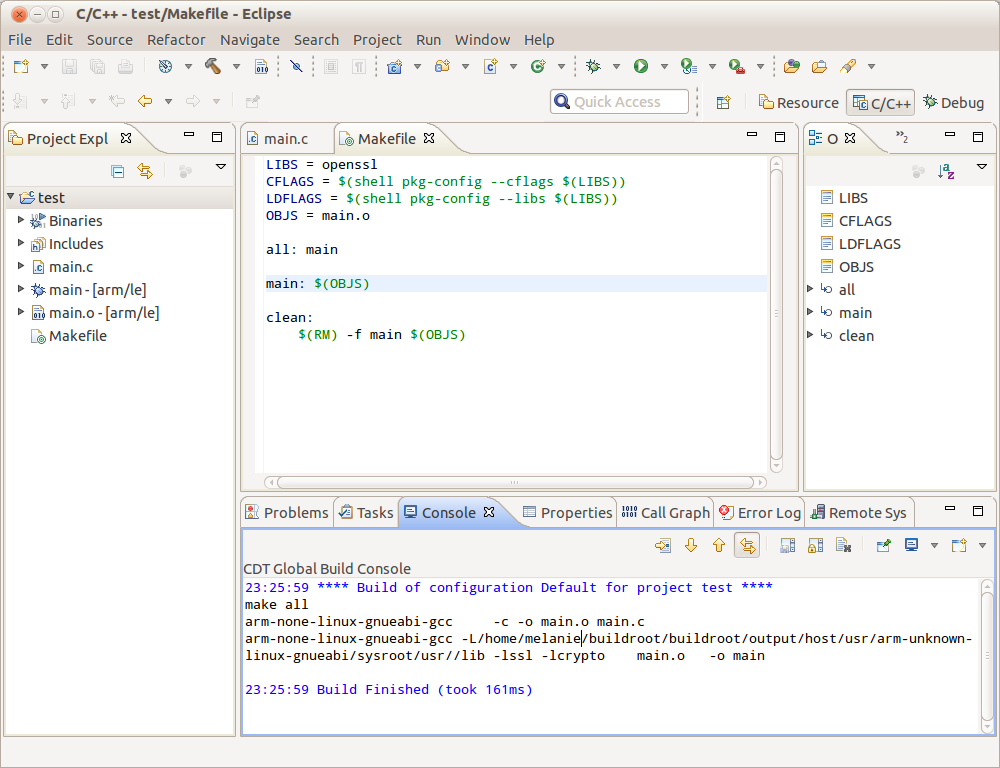 C/C++ - test/Makefile - Eclipse
File Edit Source Refactor Navigate Search Project Run Window Help
Quick Access
Resource
C/C++
Debug
Project Expl
main.c
Makefile
O
»2
test
Binaries
Includes
main.c
main - [arm/le]
main.o - [arm/le]
Makefile
LIBS = openssl
CFLAGS = $(shell pkg-config --cflags $(LIBS))
LDFLAGS = $(shell pkg-config --libs $(LIBS))
OBJS = main.o
all: main
main: $(OBJS)
clean:
$(RM) -f main $(OBJS)
LIBS
CFLAGS
LDFLAGS
OBJS
all
main
clean
Problems
Tasks
Console
Properties
Call Graph
Error Log
Remote Sys
CDT Global Build Console
23:25:59 **** Build of configuration Default for project test ****
make all
arm-none-linux-gnueabi-gcc     -c -o main.o main.c
arm-none-linux-gnueabi-gcc -L/home/melanie/buildroot/buildroot/output/host/usr/arm-unknown-
linux-gnueabi/sysroot/usr//lib -lssl -lcrypto    main.o   -o main
23:25:59 Build Finished (took 161ms)